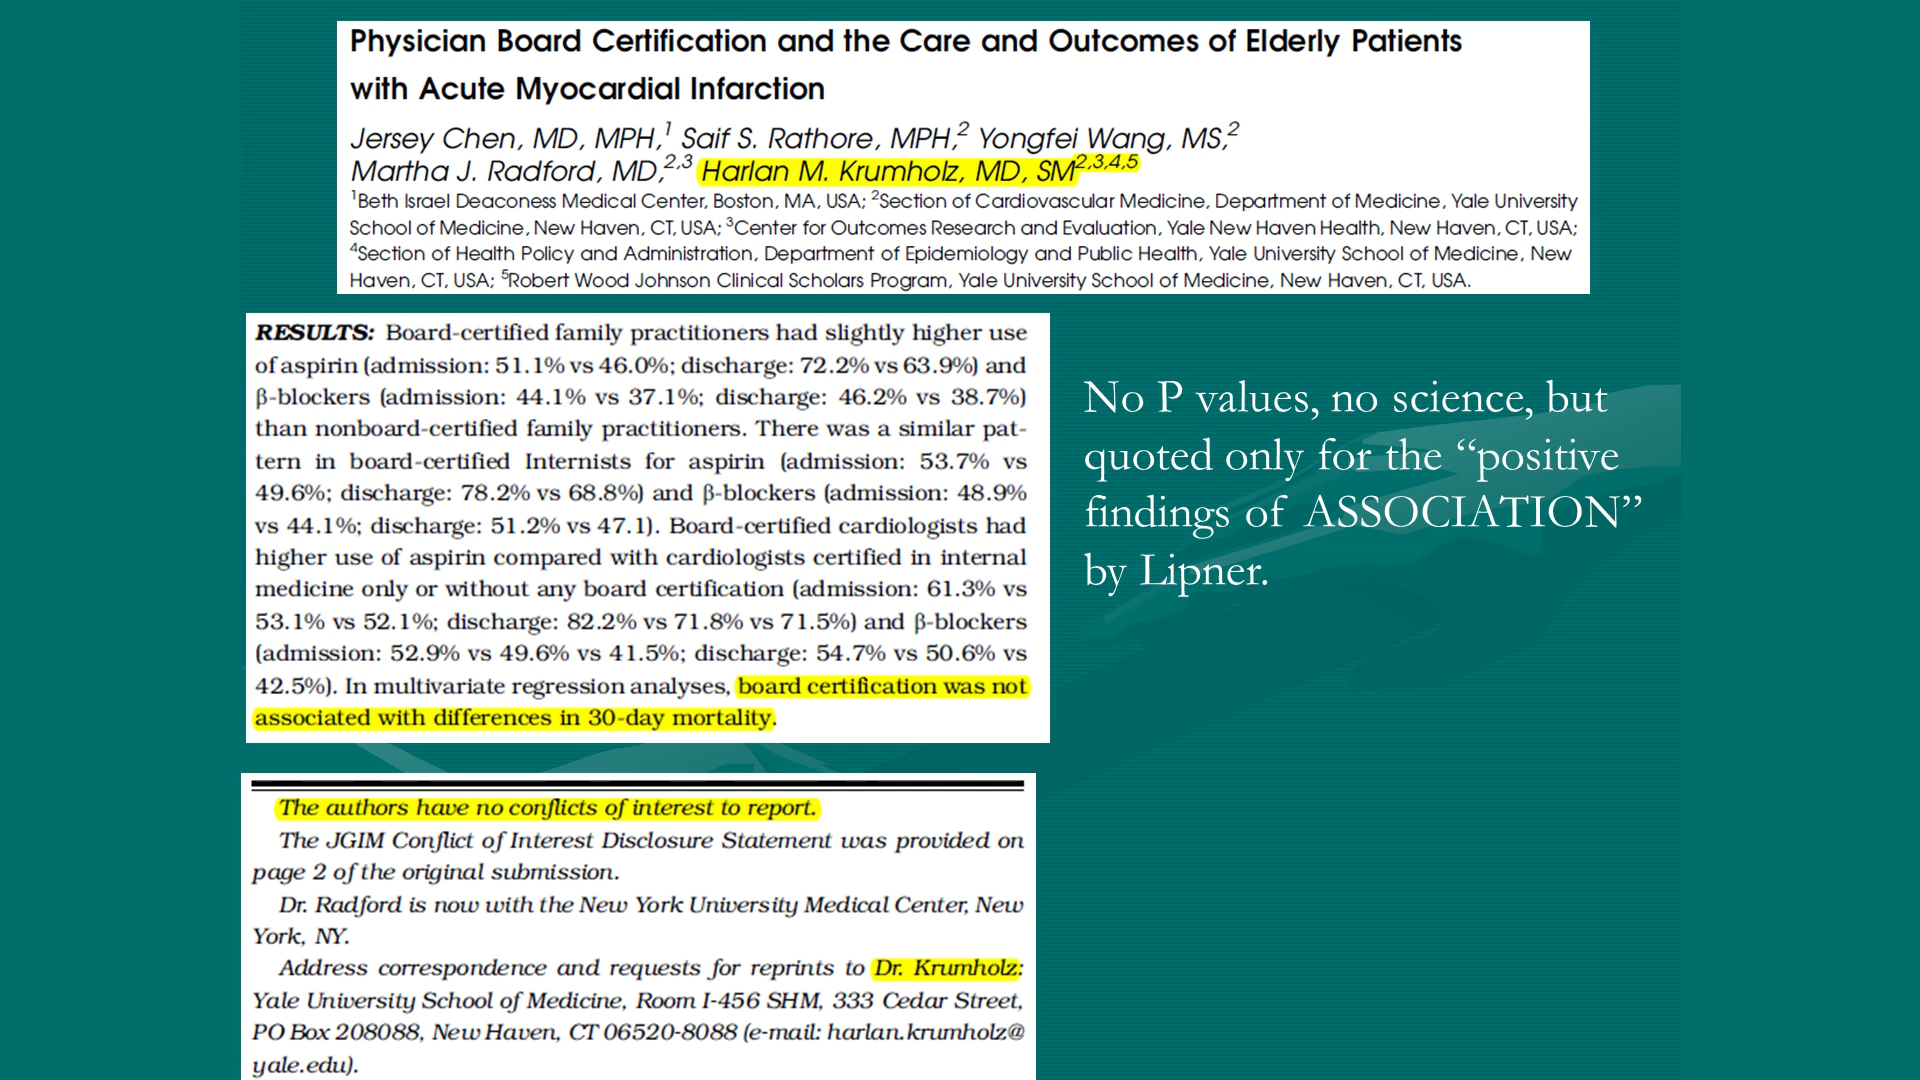 Physician Board Certification and the Care and Outcomes of Elderly Patients
with Acute Myocardial Infarction
Jersey Chen, MD, MPH,1 Saif S. Rathore, MPH,2 Yongfei Wang, MS,2
Martha J. Radford, MD,2,3 Harlan M. Krumholz, MD, SM2,3,4,5
1Beth Israel Deaconess Medical Center, Boston, MA, USA; 2Section of Cardiovascular Medicine, Department of Medicine, Yale University
School of Medicine, New Haven, CT, USA; 3Center for Outcomes Research and Evaluation, Yale New Haven Health, New Haven, CT, USA;
4Section of Health Policy and Administration, Department of Epidemiology and Public Health, Yale University School of Medicine, New
Haven, CT, USA; 5Robert Wood Johnson Clinical Scholars Program, Yale University School of Medicine, New Haven, CT, USA.
RESULTS: Board-certified family practitioners had slightly higher use
of aspirin (admission: 51.1% vs 46.0%; discharge: 72.2% vs 63.9%) and
β-blockers (admission: 44.1% vs 37.1%; discharge: 46.2% vs 38.7%)
than nonboard-certified family practitioners. There was a similar pat-
tern in board-certified Internists for aspirin (admission: 53.7% vs
49.6%; discharge: 78.2% vs 68.8%) and β-blockers (admission: 48.9%
vs 44.1%; discharge: 51.2% vs 47.1). Board-certified cardiologists had
higher use of aspirin compared with cardiologists certified in internal
medicine only or without any board certification (admission: 61.3% vs
53.1% vs 52.1%; discharge: 82.2% vs 71.8% vs 71.5%) and β-blockers
(admission: 52.9% vs 49.6% vs 41.5%; discharge: 54.7% vs 50.6% vs
42.5%). In multivariate regression analyses, board certification was not
associated with differences in 30-day mortality.
No P values, no science, but
quoted only for the “positive
findings of ASSOCIATION”
by Lipner.
The authors have no conflicts of interest to report.
The JGIM Conflict of Interest Disclosure Statement was provided on
page 2 of the original submission.
Dr. Radford is now with the New York University Medical Center, New
York, NY.
Address correspondence and requests for reprints to Dr. Krumholz:
Yale University School of Medicine, Room I-456 SHM, 333 Cedar Street,
PO Box 208088, New Haven, CT 06520-8088 (e-mail: harlan.krumholz@
yale.edu).